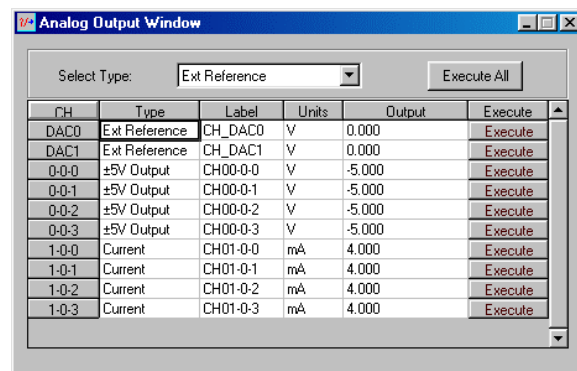 Analog Output Window
Select Type: Ext Reference Execute All
CH Type Label Units Output Execute
DAC0 Ext Reference CH_DAC0 V 0.000 Execute
DAC1 Ext Reference CH_DAC1 V 0.000 Execute
0-0-0 ±5V Output CH00-0-0 V -5.000 Execute
0-0-1 ±5V Output CH00-0-1 V -5.000 Execute
0-0-2 ±5V Output CH00-0-2 V -5.000 Execute
0-0-3 ±5V Output CH00-0-3 V -5.000 Execute
1-0-0 Current CH01-0-0 mA 4.000 Execute
1-0-1 Current CH01-0-1 mA 4.000 Execute
1-0-2 Current CH01-0-2 mA 4.000 Execute
1-0-3 Current CH01-0-3 mA 4.000 Execute